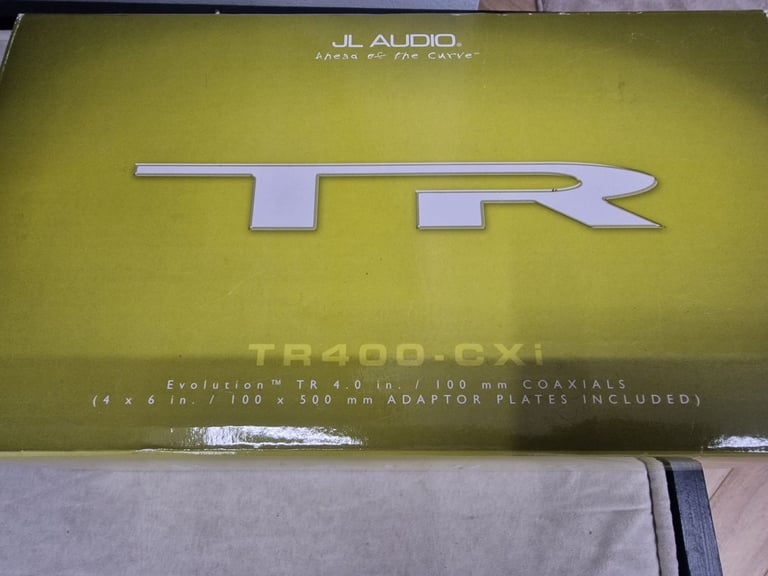 JL AUDIO®
Ahead of the Curve™
TR
TR400-CXi
Evolution™ TR 4.0 in. / 100 mm COAXIALS
(4 x 6 in. / 100 x 500 mm ADAPTOR PLATES INCLUDED)